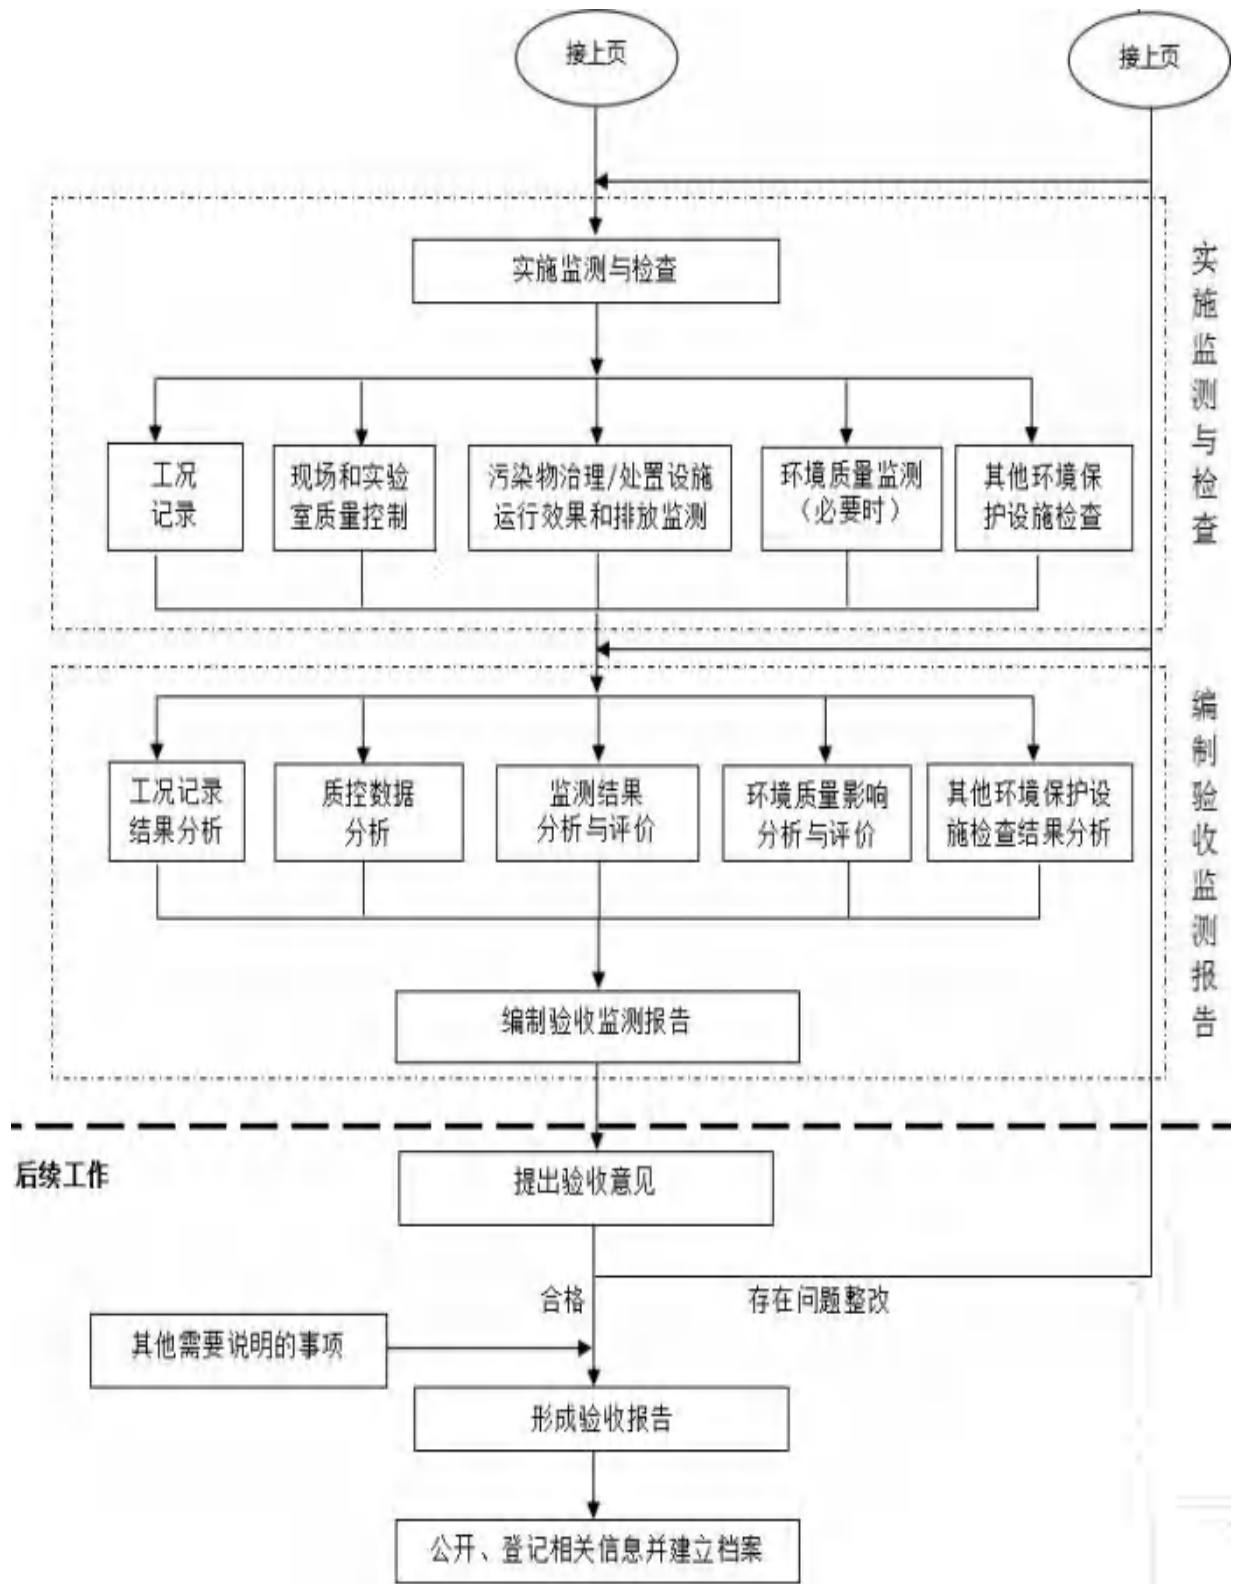 接上页
接上页
实施监测与检查
实施监测与检查
工况
记录
现场和实验
室质量控制
污染物治理/处置设施
运行效果和排放监测
环境质量监测
（必要时）
其他环境保
护设施检查
编制验收监测报告
工况记录
结果分析
质控数据
分析
监测结果
分析与评价
环境质量影响
分析与评价
其他环境保护设
施检查结果分析
编制验收监测报告
后续工作
提出验收意见
合格
存在问题整改
其他需要说明的事项
形成验收报告
公开、登记相关信息并建立档案